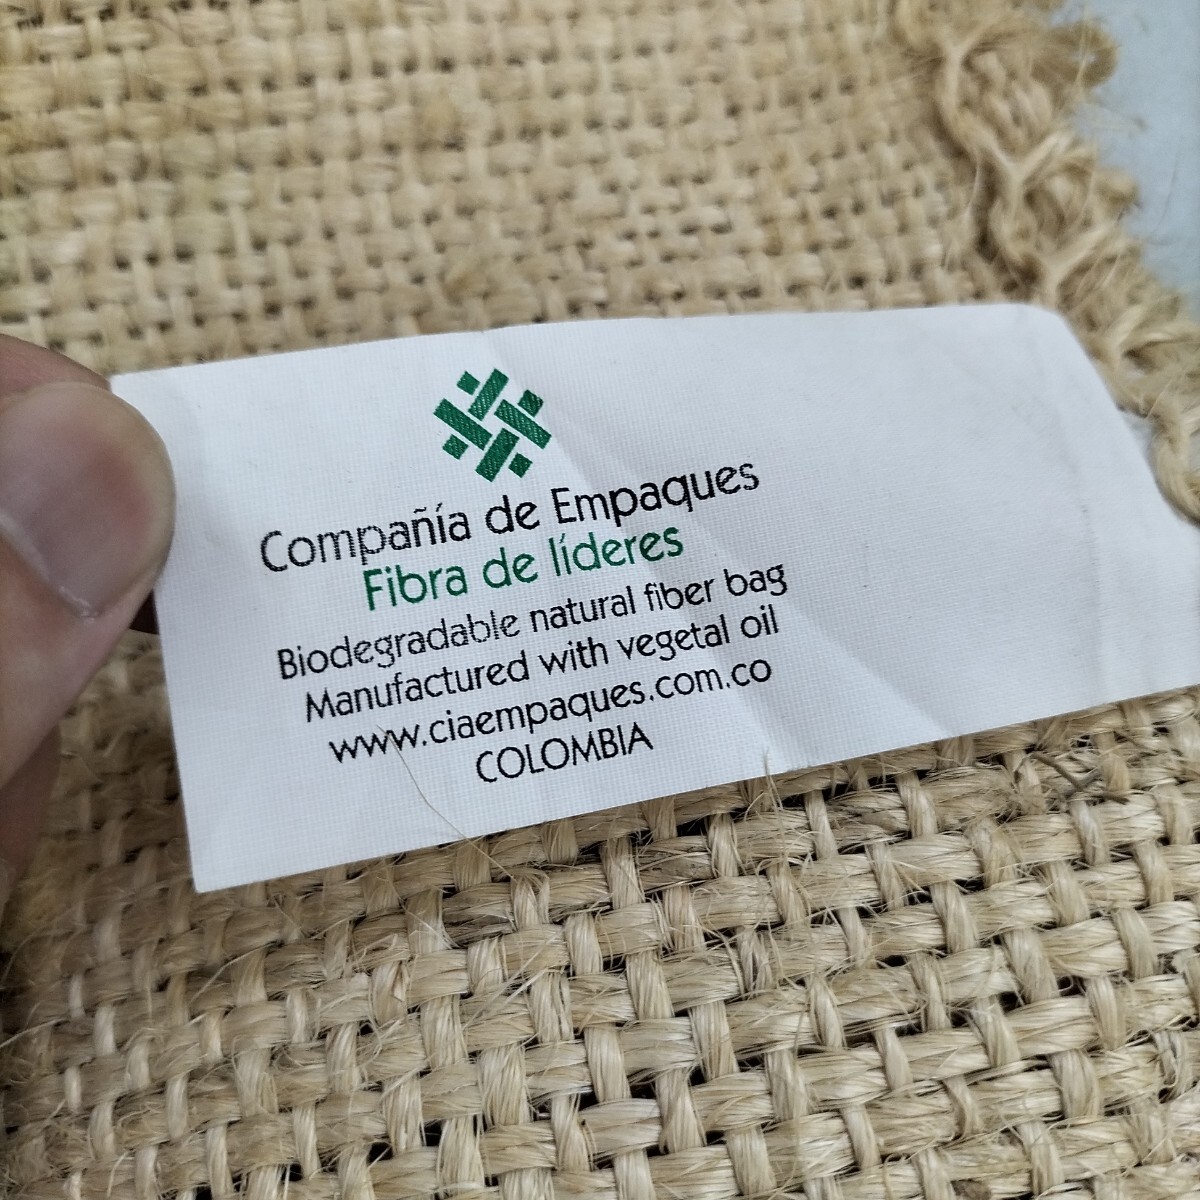 Compañía de Empaques
Fibra de líderes
Biodegradable natural fiber bag
Manufactured with vegetal oil
www.ciaempaques.com.co
COLOMBIA